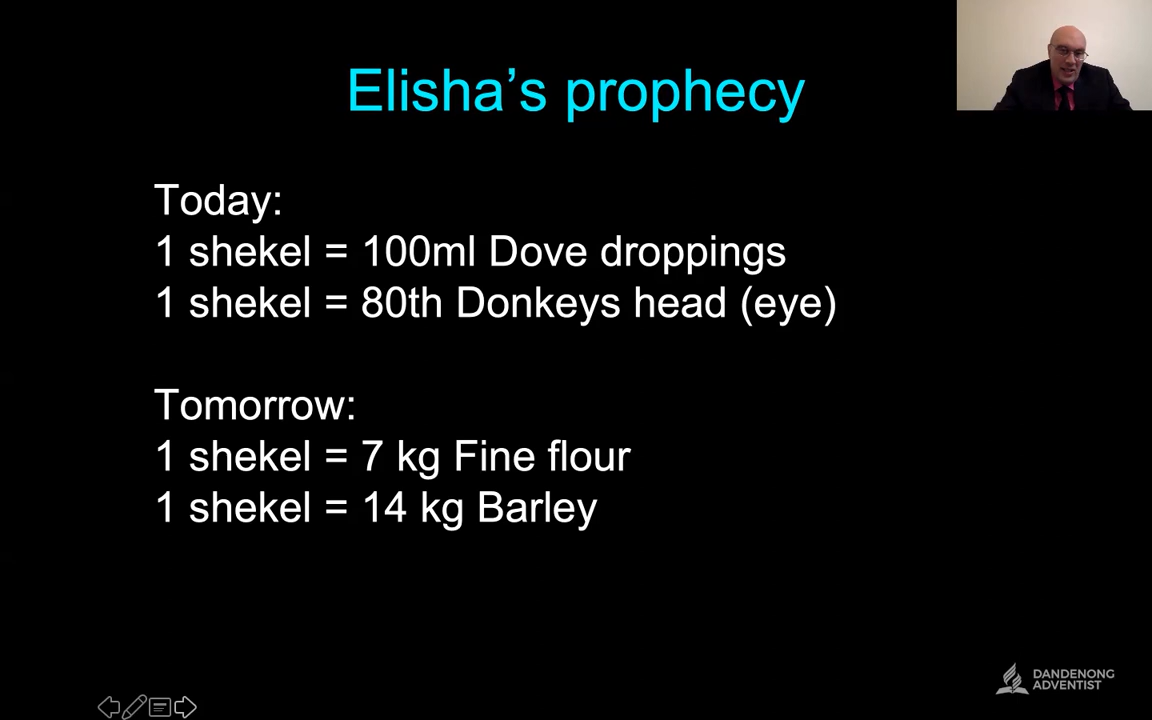 Elisha's prophecy
Today:
1 shekel = 100ml Dove droppings
1 shekel = 80th Donkeys head (eye)
Tomorrow:
1 shekel = 7 kg Fine flour
1 shekel = 14 kg Barley
DANDENONG
ADVENTIST